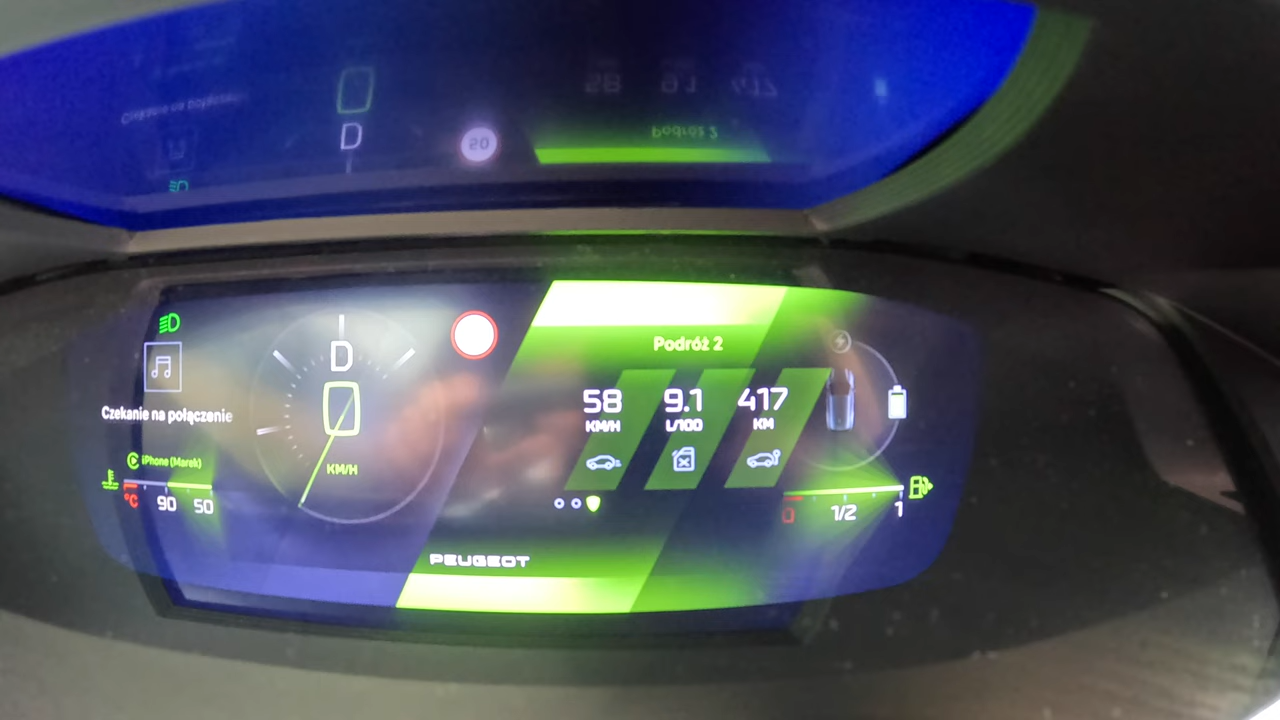 Czekanie na połączenie
iPhone (Marek)
°C
90
50
D
0
KM/H
Podróż 2
58
9.1
417
KM/H
L/100
KM
0
1/2
1
PEUGEOT